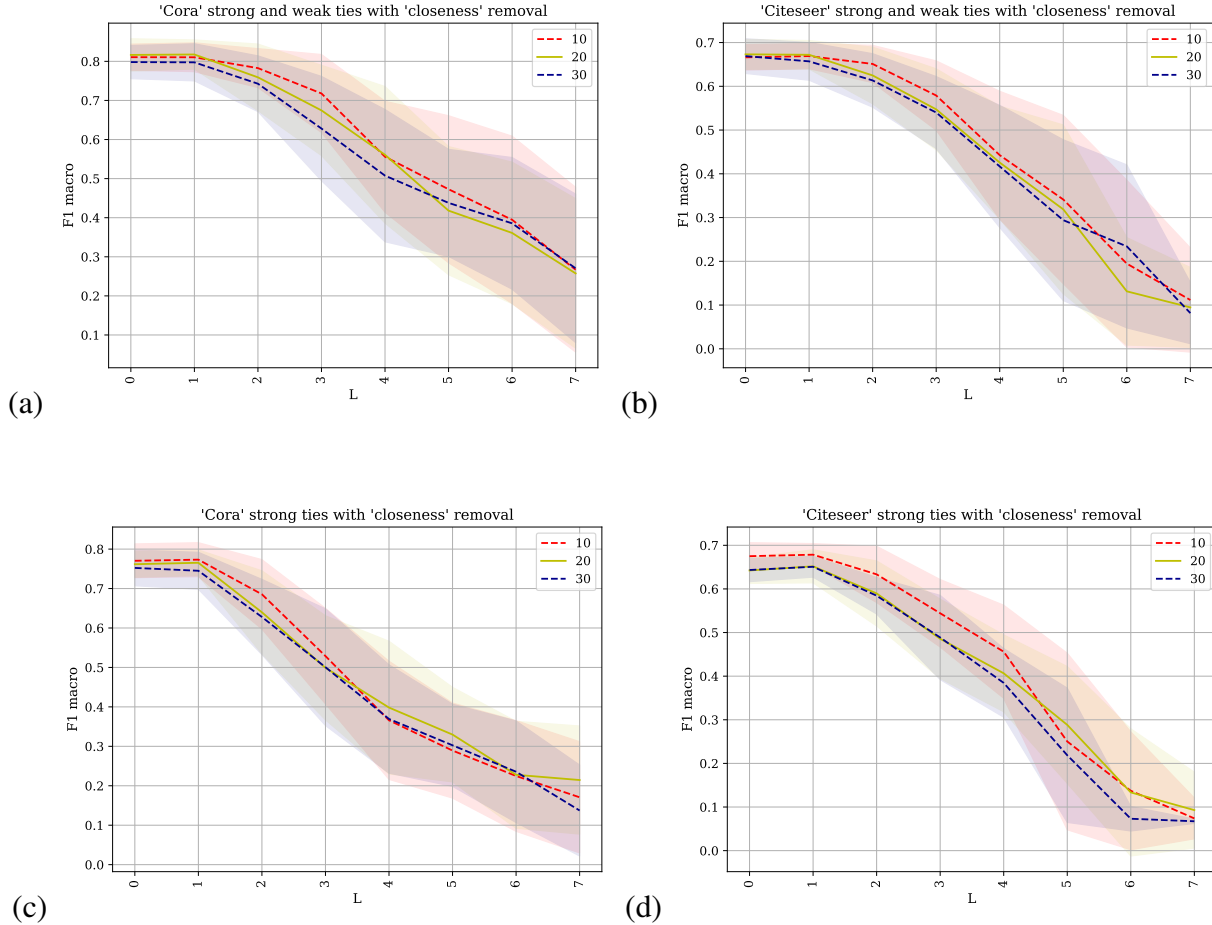 'Cora' strong and weak ties with 'closeness' removal
0.8
0.7
0.6
0.5
0.4
0.3
0.2
0.1
F1 macro
0 1 2 3 4 5 6 7
L
10
20
30
(a)
'Citeseer' strong and weak ties with 'closeness' removal
0.7
0.6
0.5
0.4
0.3
0.2
0.1
0.0
F1 macro
0 1 2 3 4 5 6 7
L
10
20
30
(b)
'Cora' strong ties with 'closeness' removal
0.8
0.7
0.6
0.5
0.4
0.3
0.2
0.1
0.0
F1 macro
0 1 2 3 4 5 6 7
L
10
20
30
(c)
'Citeseer' strong ties with 'closeness' removal
0.7
0.6
0.5
0.4
0.3
0.2
0.1
0.0
F1 macro
0 1 2 3 4 5 6 7
L
10
20
30
(d)